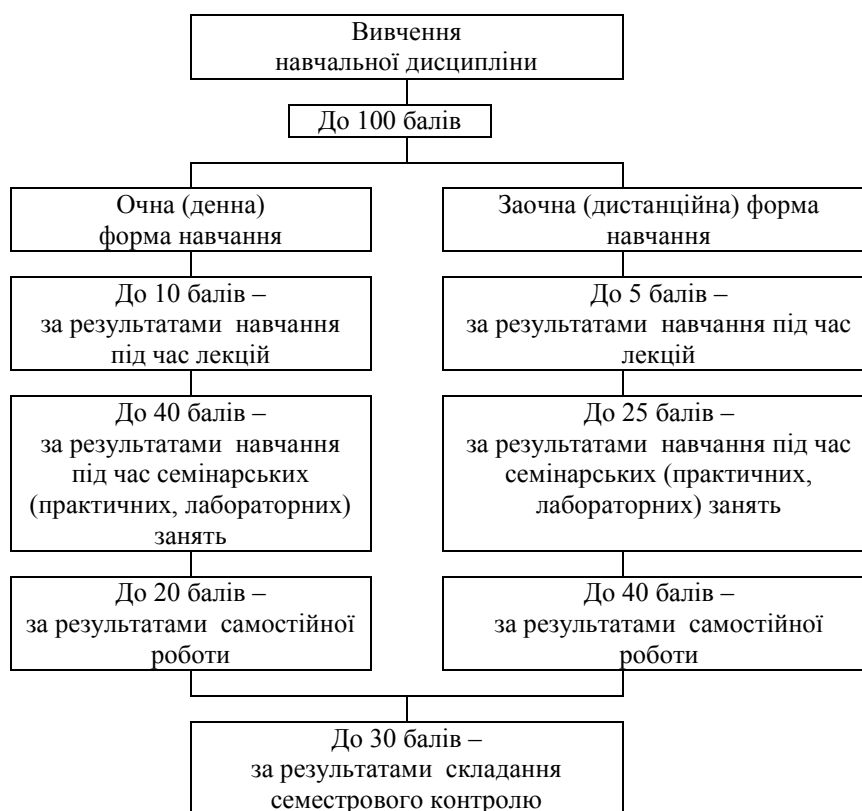 Вивчення
навчальної дисципліни
До 100 балів
Очна (денна)
форма навчання
Заочна (дистанційна) форма
навчання
До 10 балів –
за результатами навчання
під час лекцій
До 5 балів –
за результатами навчання під час
лекцій
До 40 балів –
за результатами навчання
під час семінарських
(практичних, лабораторних)
занять
До 25 балів –
за результатами навчання під час
семінарських (практичних,
лабораторних) занять
До 20 балів –
за результатами самостійної
роботи
До 40 балів –
за результатами самостійної
роботи
До 30 балів –
за результатами складання
семестрового контролю